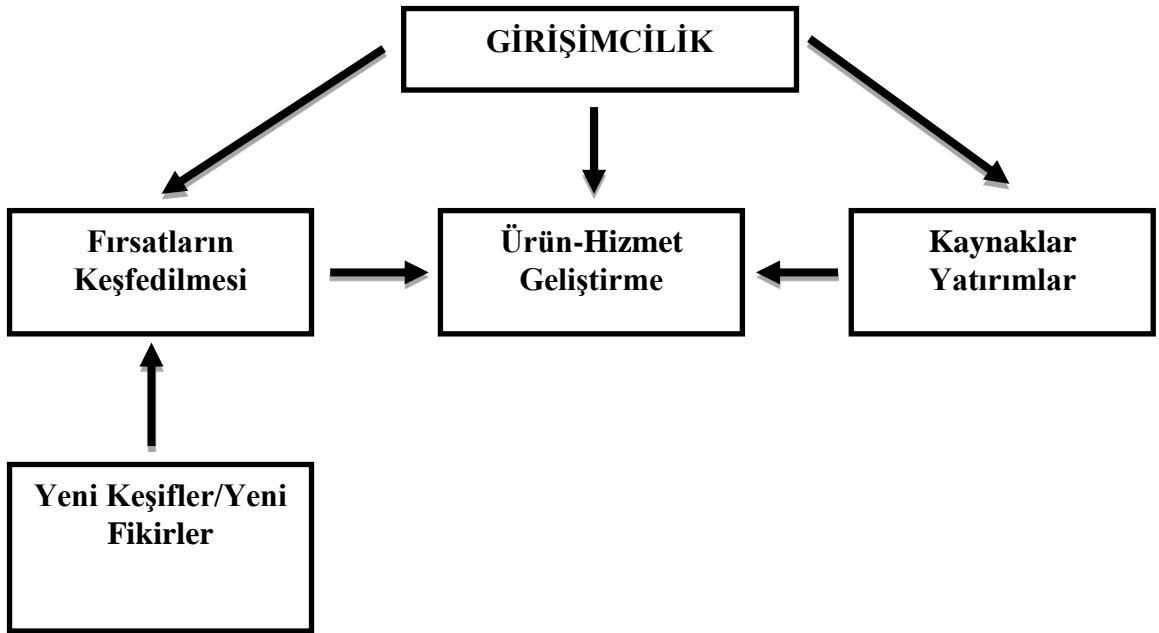 GİRİŞİMCİLİK
Fırsatların
Keşfedilmesi
Ürün-Hizmet
Geliştirme
Kaynaklar
Yatırımlar
Yeni Keşifler/Yeni
Fikirler